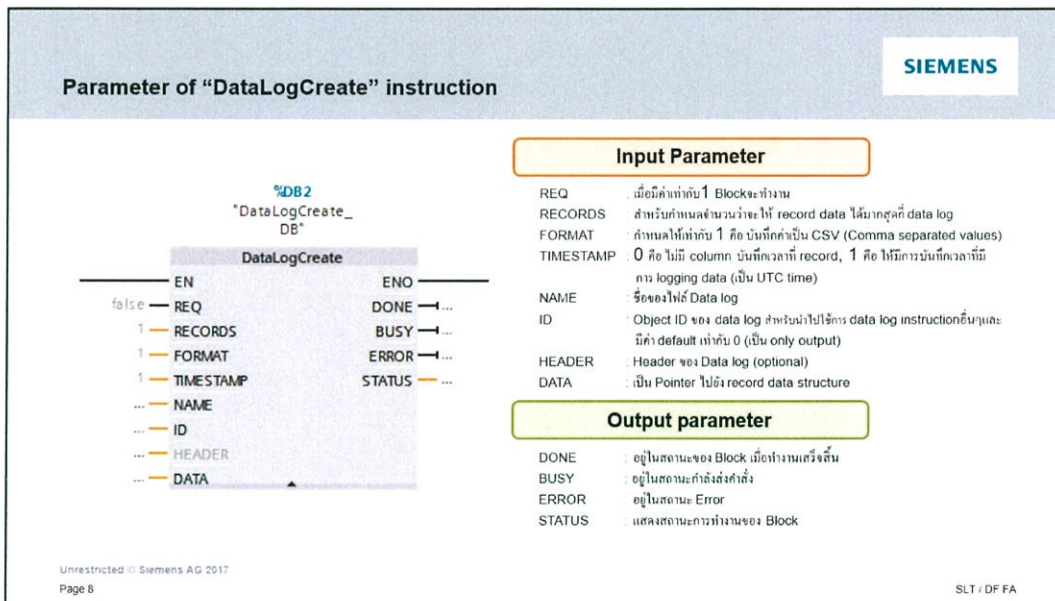 SIEMENS
Parameter of “DataLogCreate” instruction
%DB2
"DataLogCreate_
DB"
DataLogCreate
EN ENO
false REQ DONE ...
1 RECORDS BUSY ...
1 FORMAT ERROR ...
1 TIMESTAMP STATUS ...
... NAME
... ID
... HEADER
... DATA
Input Parameter
REQ : เมื่อมีค่าเท่ากับ 1 Blockจะทำงาน
RECORDS : สำหรับกำหนดจำนวนว่าจะให้ record data ได้มากสุดกี่ data log
FORMAT : กำหนดให้เท่ากับ 1 คือ บันทึกค่าเป็น CSV (Comma separated values)
TIMESTAMP : 0 คือ ไม่มี column บันทึกเวลาที่ record, 1 คือ ให้มีการบันทึกเวลาที่มี
การ logging data (เป็น UTC time)
NAME : ชื่อของไฟล์ Data log
ID : Object ID ของ data log สำหรับนำไปใช้การ data log instructionอื่นๆและ
มีค่า default เท่ากับ 0 (เป็น only output)
HEADER : Header ของ Data log (optional)
DATA : เป็น Pointer ไปยัง record data structure
Output parameter
DONE : อยู่ในสถานะของ Block เมื่อทำงานเสร็จสิ้น
BUSY : อยู่ในสถานะกำลังส่งคำสั่ง
ERROR : อยู่ในสถานะ Error
STATUS : แสดงสถานะการทำงานของ Block
Unrestricted © Siemens AG 2017
Page 8
SLT / DF FA